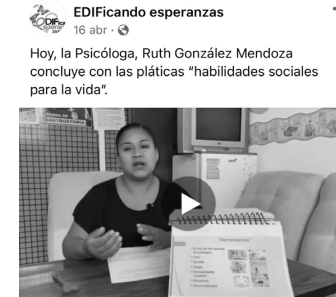 EDIFicando esperanzas
16 abr ·
Hoy, la Psicóloga, Ruth González Mendoza
concluye con las pláticas “habilidades sociales
para la vida”.
GASTRONOMIA